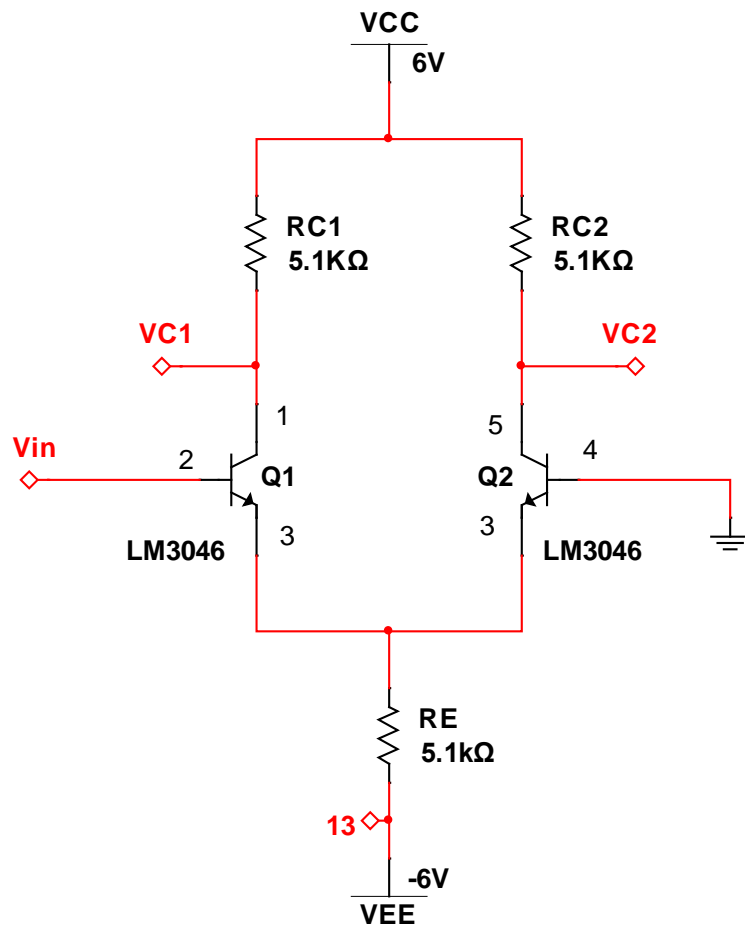 VCC
6V
RC1
5.1KΩ
RC2
5.1KΩ
VC1
VC2
1
5
Vin
2
Q1
Q2
4
3
3
LM3046
LM3046
RE
5.1kΩ
13
-6V
VEE